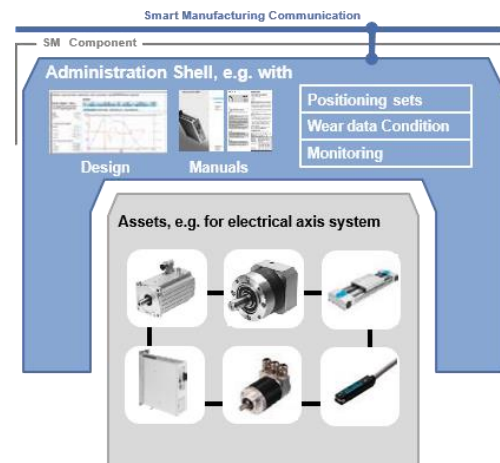 Smart Manufacturing Communication
SM Component
Administration Shell, e.g. with
Positioning sets
Wear data Condition
Monitoring
Design
Manuals
Assets, e.g. for electrical axis system